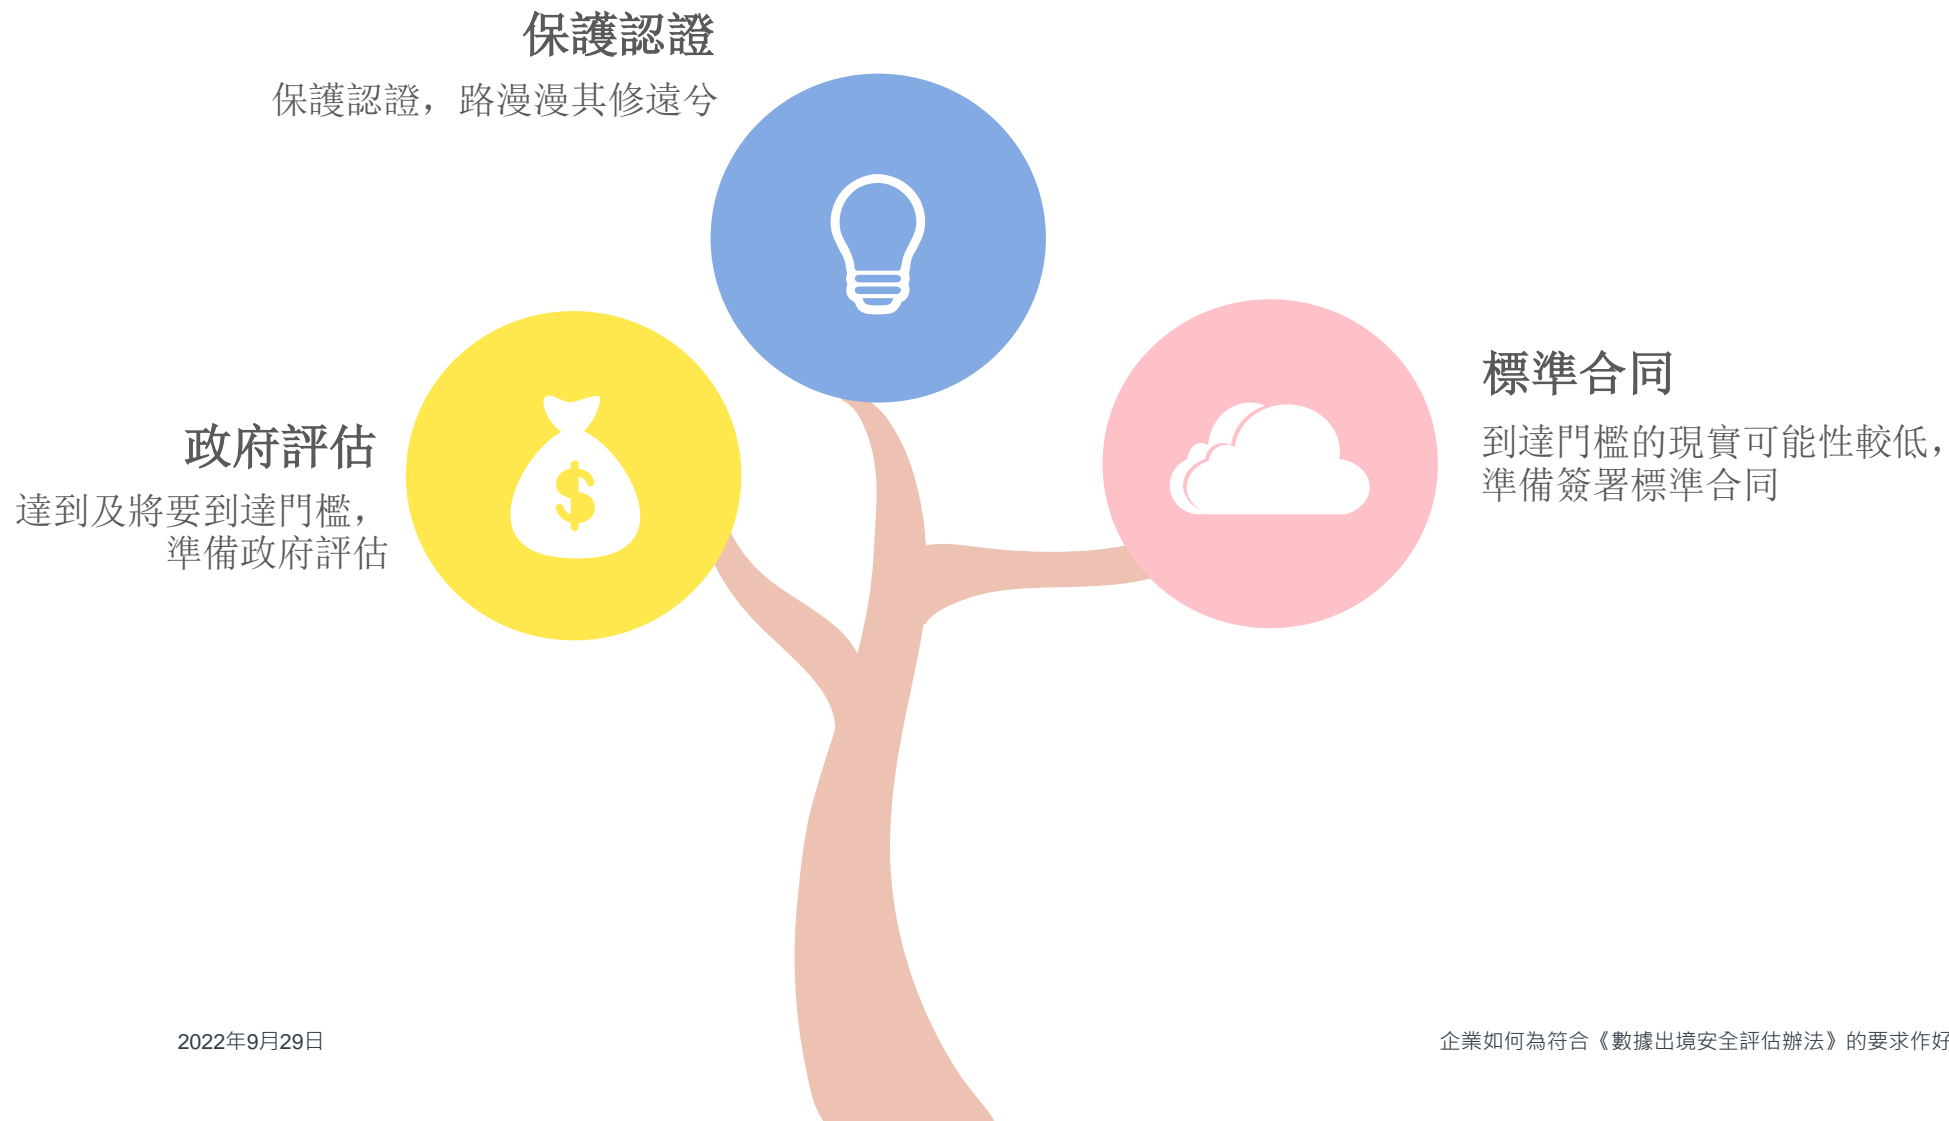 保護認證
保護認證，路漫漫其修遠兮
政府評估
達到及將要到達門檻，
準備政府評估
標準合同
到達門檻的現實可能性較低，
準備簽署標準合同
2022年9月29日
企業如何為符合《數據出境安全評估辦法》的要求作好